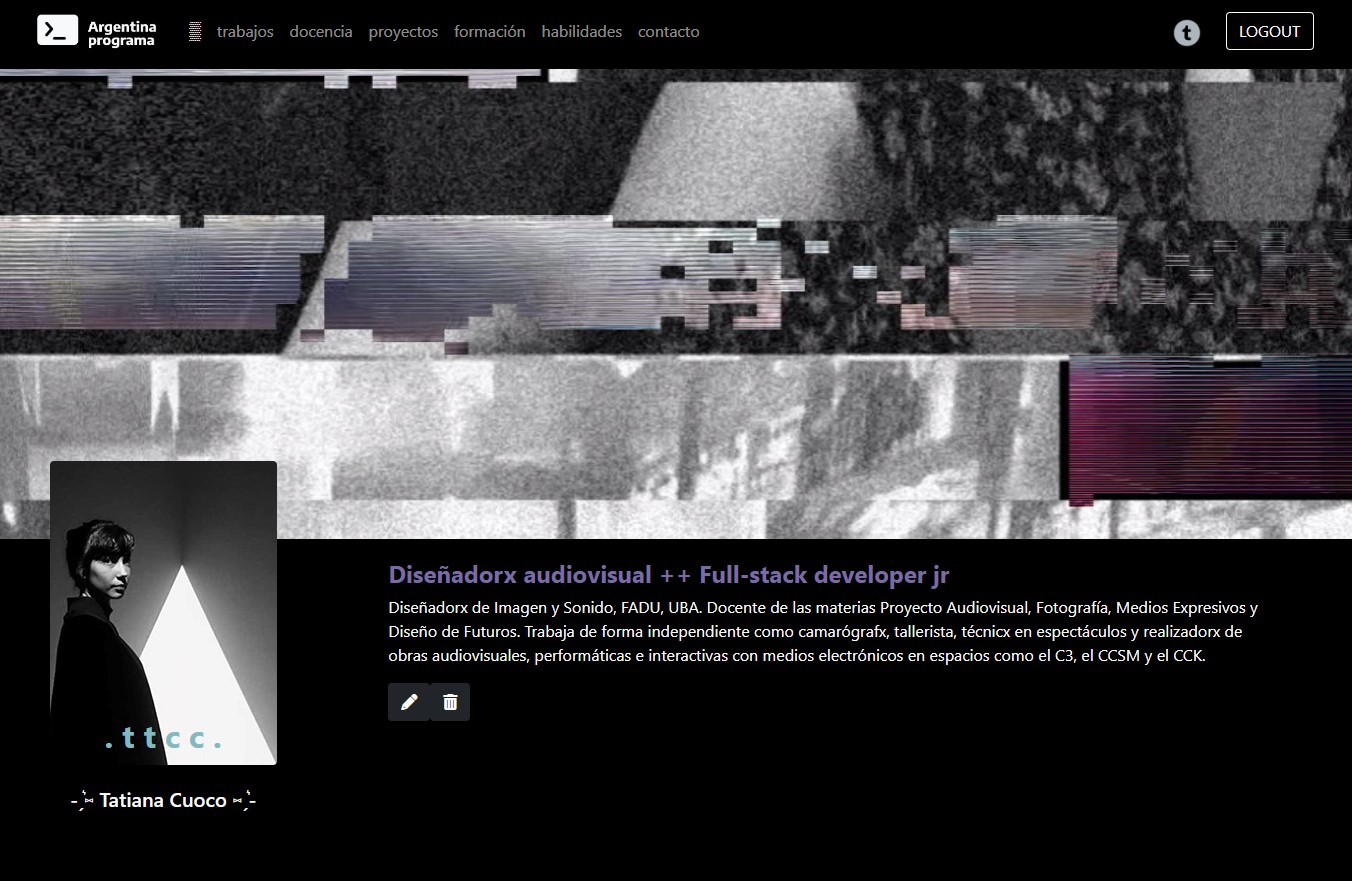 Argentina
programa
▒ trabajos docencia proyectos formación habilidades contacto
t
LOGOUT
Diseñadorx audiovisual ++ Full-stack developer jr
Diseñadorx de Imagen y Sonido, FADU, UBA. Docente de las materias Proyecto Audiovisual, Fotografía, Medios Expresivos y
Diseño de Futuros. Trabaja de forma independiente como camarógrafx, tallerista, técnicx en espectáculos y realizadorx de
obras audiovisuales, performáticas e interactivas con medios electrónicos en espacios como el C3, el CCSM y el CCK.
. t t c c .
Tatiana Cuoco